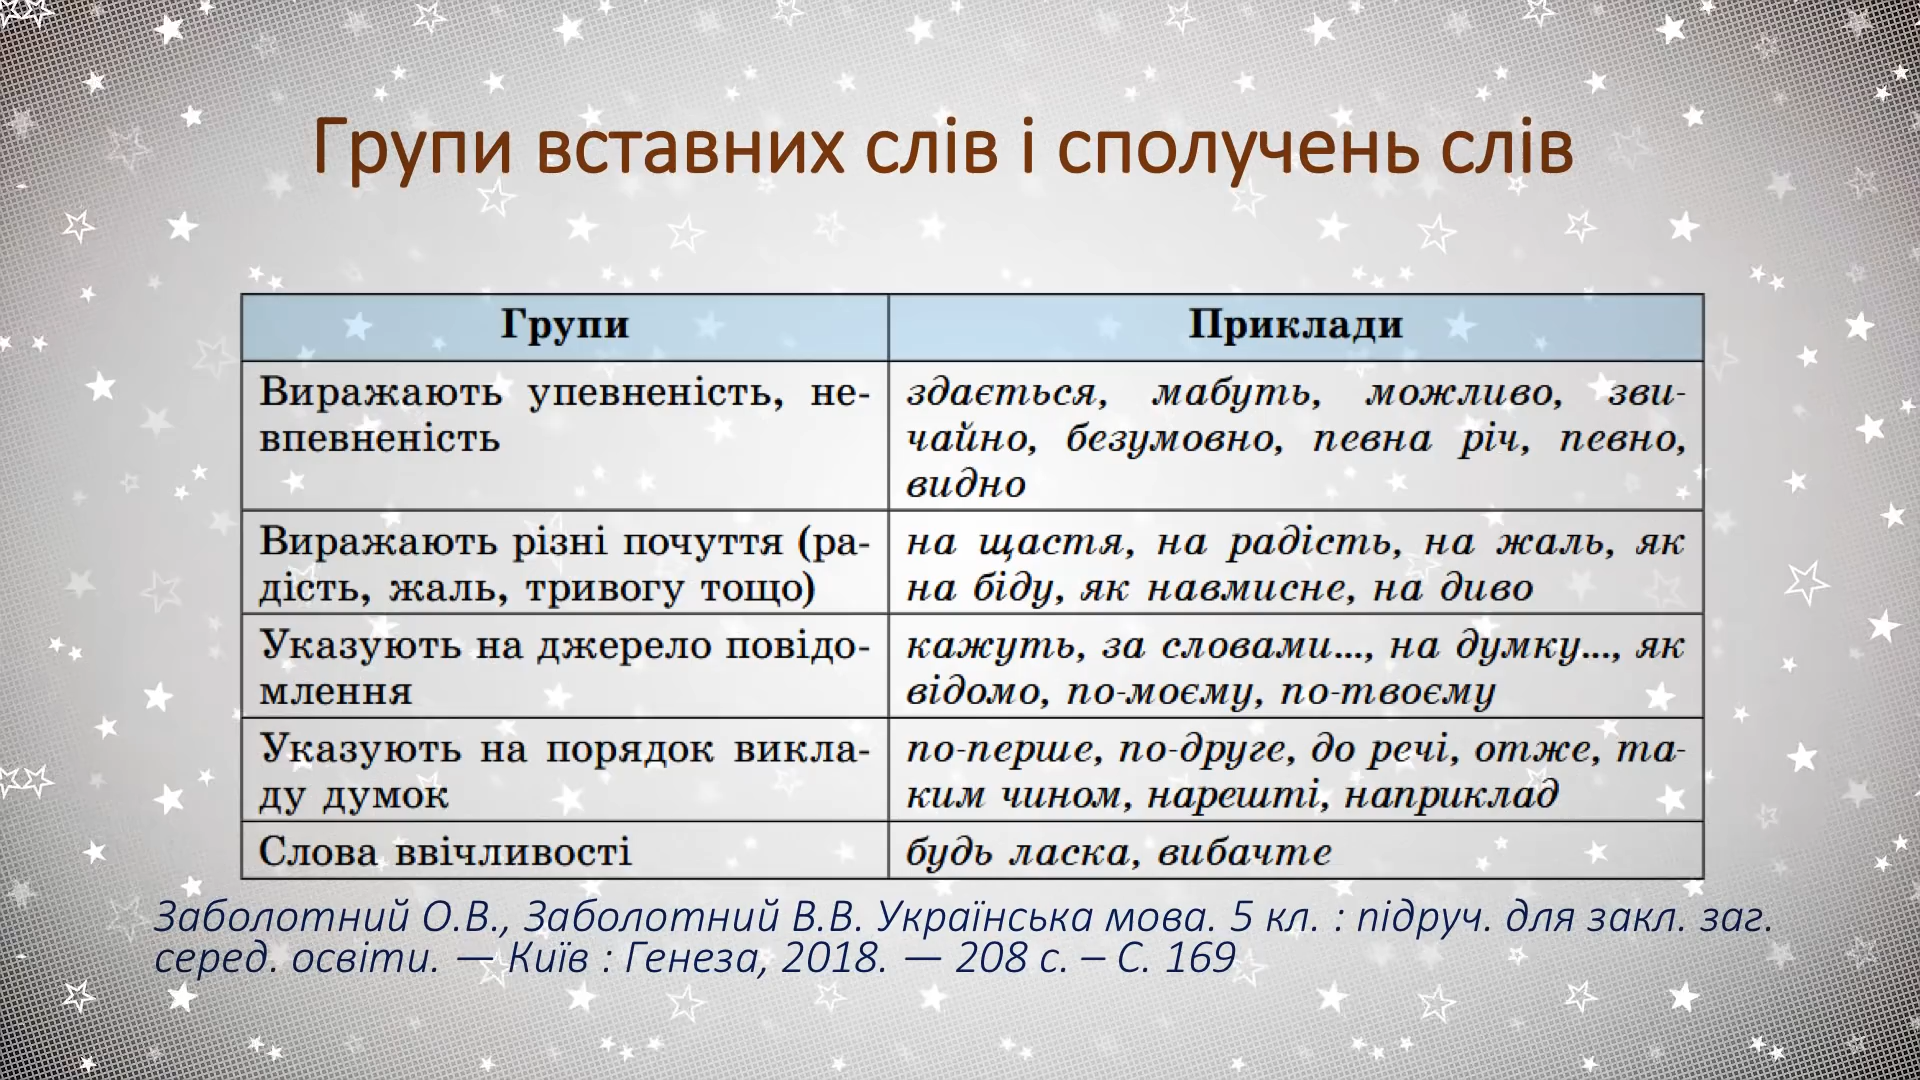 Групи вставних слів і сполучень слів
Групи
Приклади
Виражають упевненість, не-
впевненість
здається, мабуть, можливо, зви-
чайно, безумовно, певна річ, певно,
видно
Виражають різні почуття (ра-
дість, жаль, тривогу тощо)
на щастя, на радість, на жаль, як
на біду, як навмисне, на диво
Указують на джерело повідо-
млення
кажуть, за словами..., на думку..., як
відомо, по-моєму, по-твоєму
Указують на порядок викла-
ду думок
по-перше, по-друге, до речі, отже, та-
ким чином, нарешті, наприклад
Слова ввічливості
будь ласка, вибачте
Заболотний О.В., Заболотний В.В. Українська мова. 5 кл. : підруч. для закл. заг.
серед. освіти. — Київ : Генеза, 2018. — 208 с. – С. 169